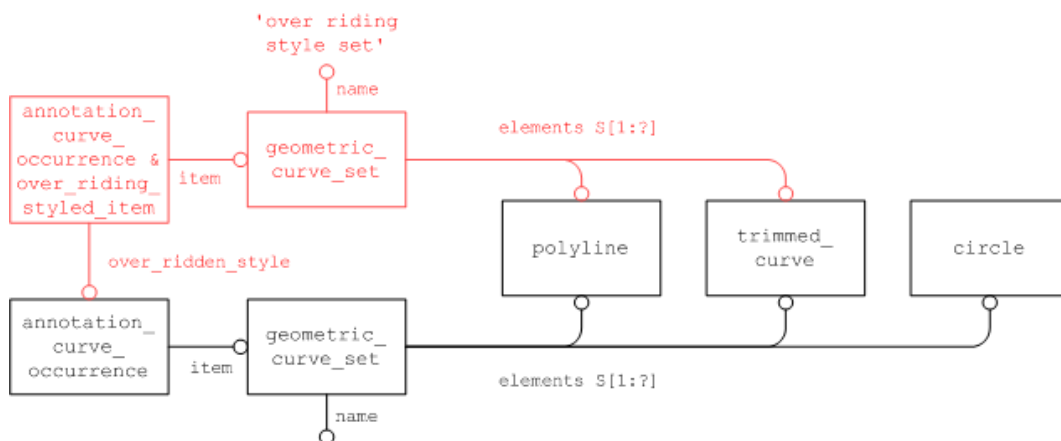 'over riding
style set'
name
annotation_
curve_
occurrence &
over_riding_
styled_item
item
geometric_
curve_set
elements S[1:?]
polyline
trimmed_
curve
circle
over_ridden_style
annotation_
curve_
occurrence
item
geometric_
curve_set
elements S[1:?]
name